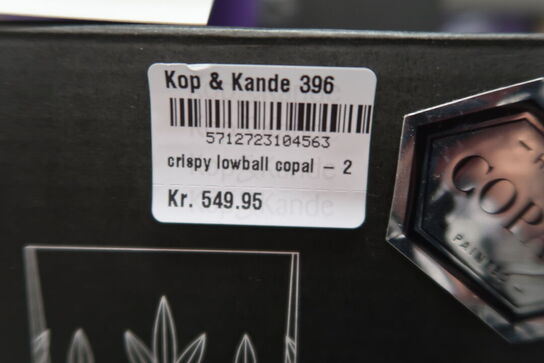 Kop & Kande 396
5712723104563
crispy lowball copal – 2
Kr. 549.95